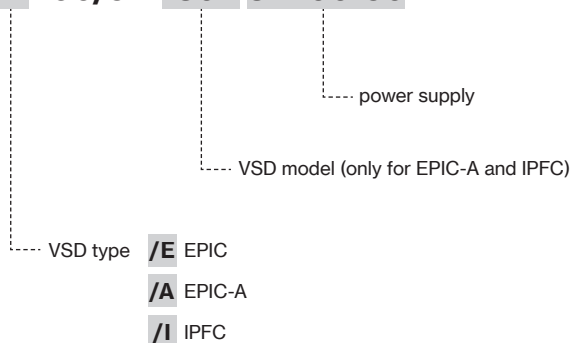 power supply
VSD model (only for EPIC-A and IPFC)
VSD type /E EPIC
/A EPIC-A
/I IPFC